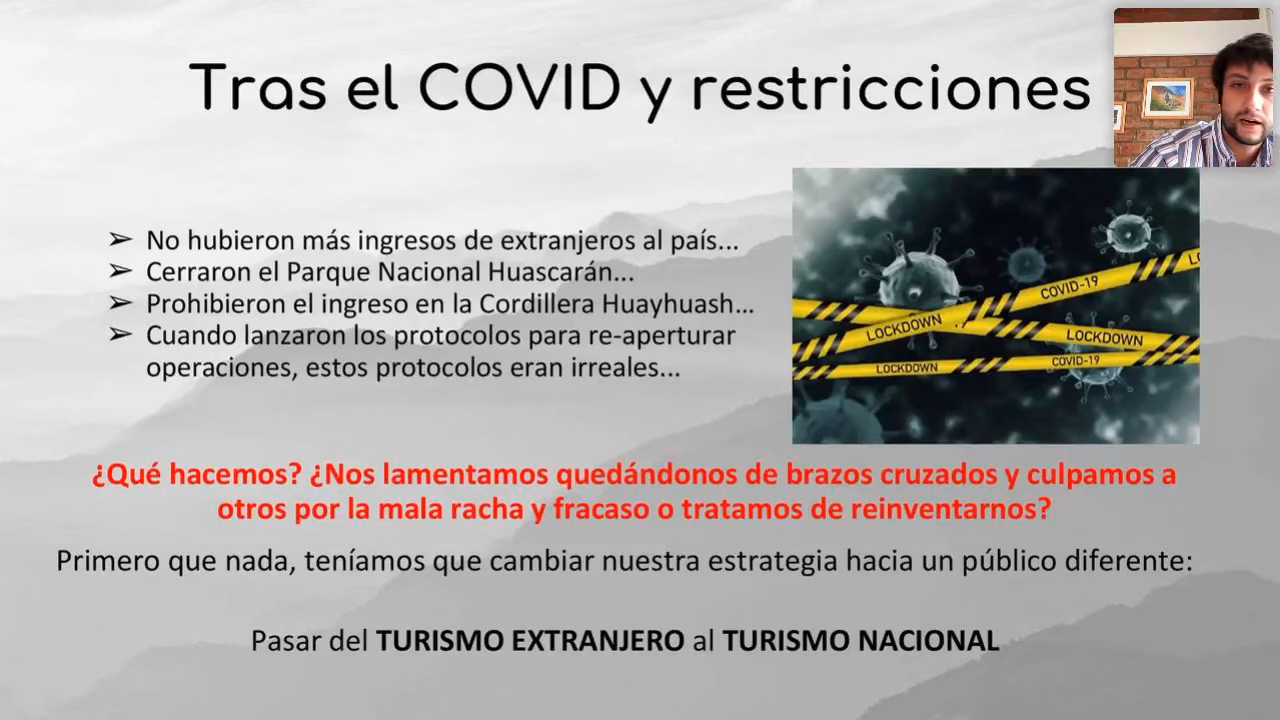 Tras el COVID y restricciones
➢ No hubieron más ingresos de extranjeros al país...
➢ Cerraron el Parque Nacional Huascarán...
➢ Prohibieron el ingreso en la Cordillera Huayhuash...
➢ Cuando lanzaron los protocolos para re-aperturar
operaciones, estos protocolos eran irreales...
COVID-19
LOCKDOWN
LOCKDOWN
COVID-19
LOCKDOWN
¿Qué hacemos? ¿Nos lamentamos quedándonos de brazos cruzados y culpamos a
otros por la mala racha y fracaso o tratamos de reinventarnos?
Primero que nada, teníamos que cambiar nuestra estrategia hacia un público diferente:
Pasar del TURISMO EXTRANJERO al TURISMO NACIONAL